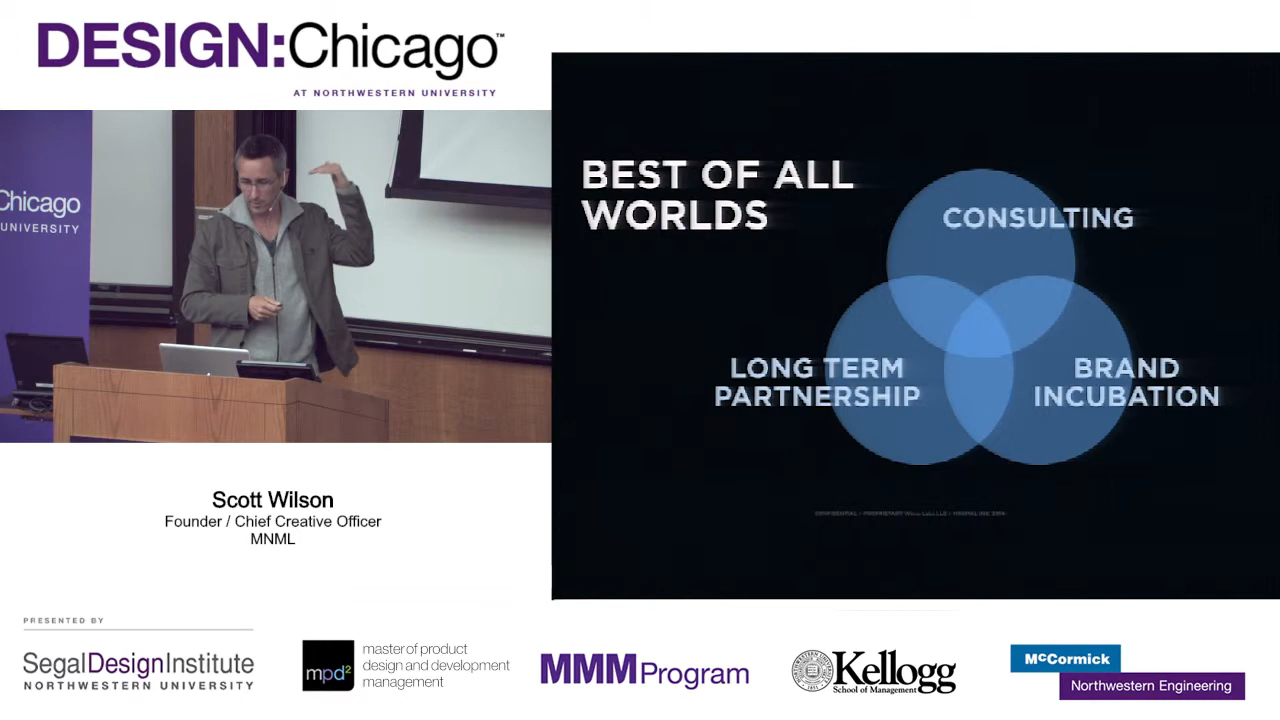 DESIGN:Chicago™
AT NORTHWESTERN UNIVERSITY
Chicago
UNIVERSITY
BEST OF ALL
WORLDS
CONSULTING
LONG TERM
PARTNERSHIP
BRAND
INCUBATION
Scott Wilson
Founder / Chief Creative Officer
MNML
PRESENTED BY
SegalDesignInstitute
NORTHWESTERN UNIVERSITY
mpd²
master of product
design and development
management
MMM Program
Kellogg
School of Management
McCormick
Northwestern Engineering